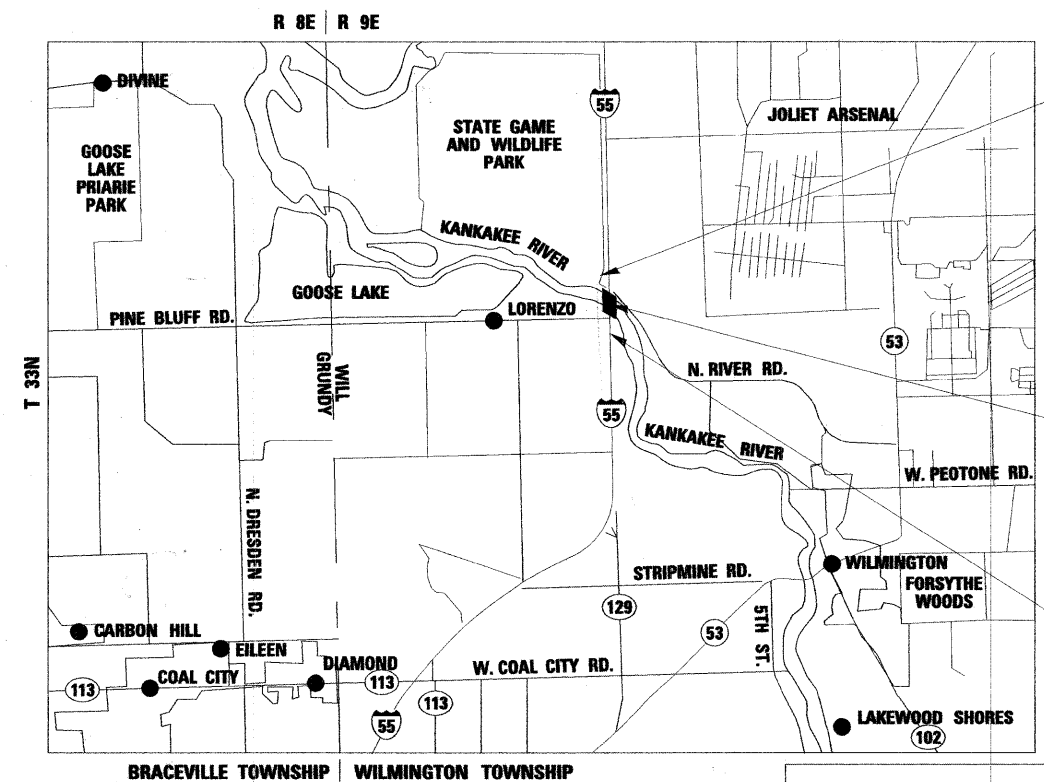 R 8E R 9E
DIVINE
55
JOLIET ARSENAL
STATE GAME
AND WILDLIFE
PARK
GOOSE
LAKE
PRIARIE
PARK
KANKAKEE RIVER
GOOSE LAKE
LORENZO
PINE BLUFF RD.
53
T 33N
WILL
GRUNDY
N. RIVER RD.
55
KANKAKEE RIVER
W. PEOTONE RD.
N. DRESDEN RD.
WILMINGTON
STRIPMINE RD.
FORSYTHE
WOODS
129
5TH ST.
53
CARBON HILL
EILEEN
DIAMOND
W. COAL CITY RD.
COAL CITY
113
113
113
55
LAKEWOOD SHORES
102
BRACEVILLE TOWNSHIP WILMINGTON TOWNSHIP